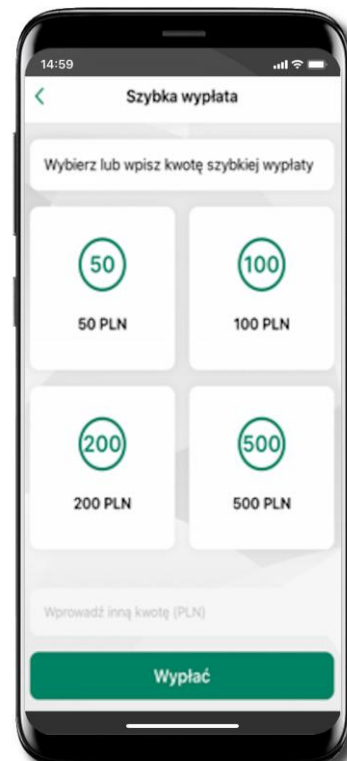 14:59
Szybka wypłata
Wybierz lub wpisz kwotę szybkiej wypłaty
50
100
50 PLN
100 PLN
200
500
200 PLN
500 PLN
Wprowadź inną kwotę (PLN)
Wypłać